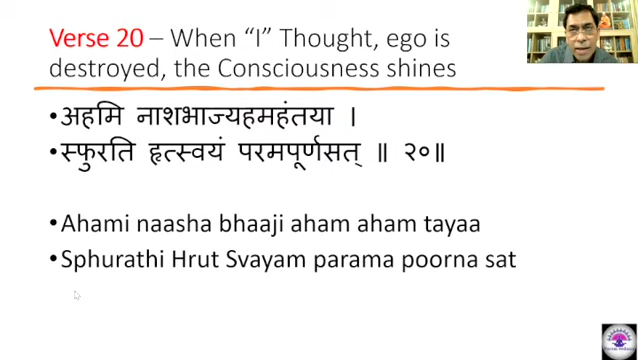 Verse 20 – When “I” Thought, ego is
destroyed, the Consciousness shines
•अहमि नाशभाज्यहमहंतया ।
•स्फुरति हृत्स्वयं परमपूर्णसत् ॥ २०॥
•Ahami naasha bhaaji aham aham tayaa
•Sphurathi Hrut Svayam parama poorna sat